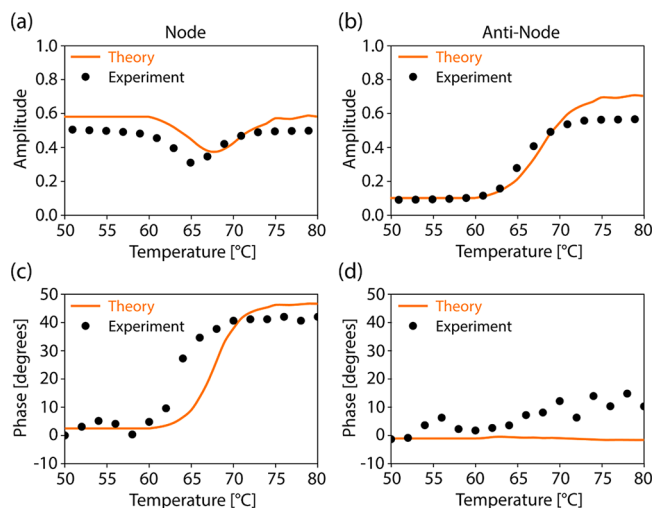 (a) Node
Theory
Experiment
Amplitude
1.0
0.8
0.6
0.4
0.2
0.0
50 55 60 65 70 75 80
Temperature [°C]
(b) Anti-Node
Theory
Experiment
Amplitude
1.0
0.8
0.6
0.4
0.2
0.0
50 55 60 65 70 75 80
Temperature [°C]
(c)
Theory
Experiment
Phase [degrees]
50
40
30
20
10
0
-10
50 55 60 65 70 75 80
Temperature [°C]
(d)
Theory
Experiment
Phase [degrees]
50
40
30
20
10
0
-10
50 55 60 65 70 75 80
Temperature [°C]